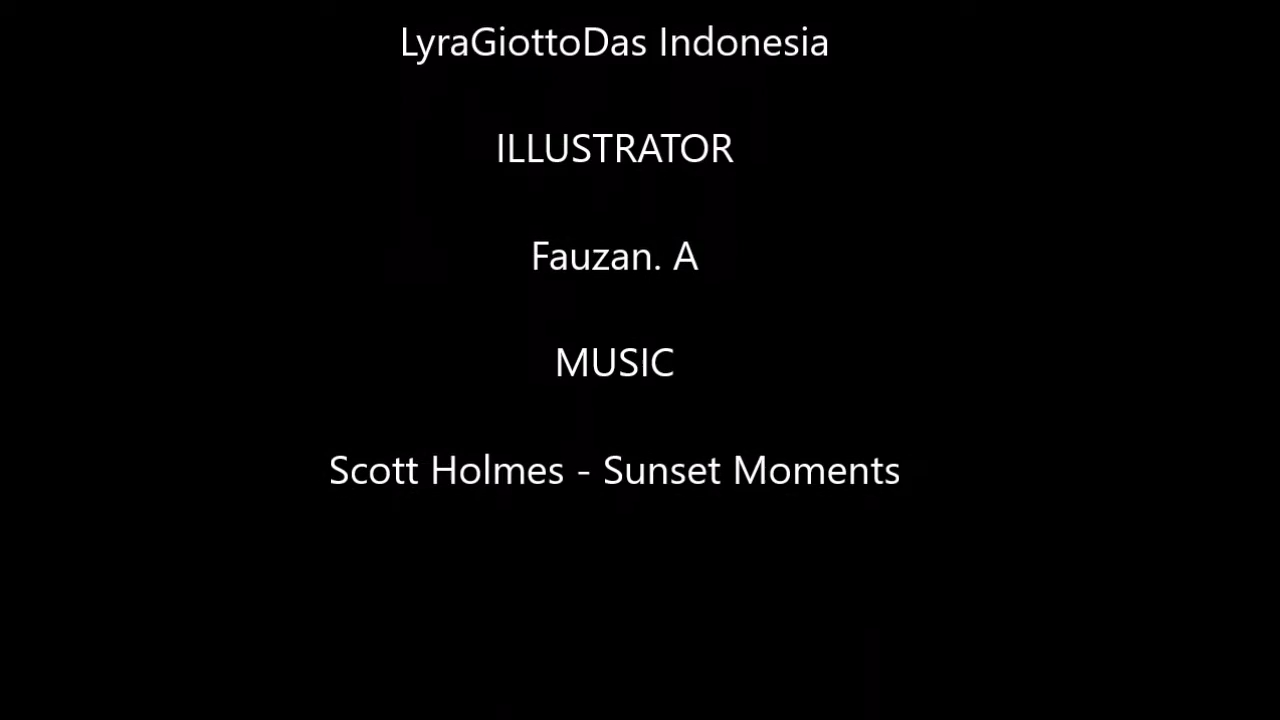 LyraGiottoDas Indonesia
ILLUSTRATOR
Fauzan. A
MUSIC
Scott Holmes - Sunset Moments